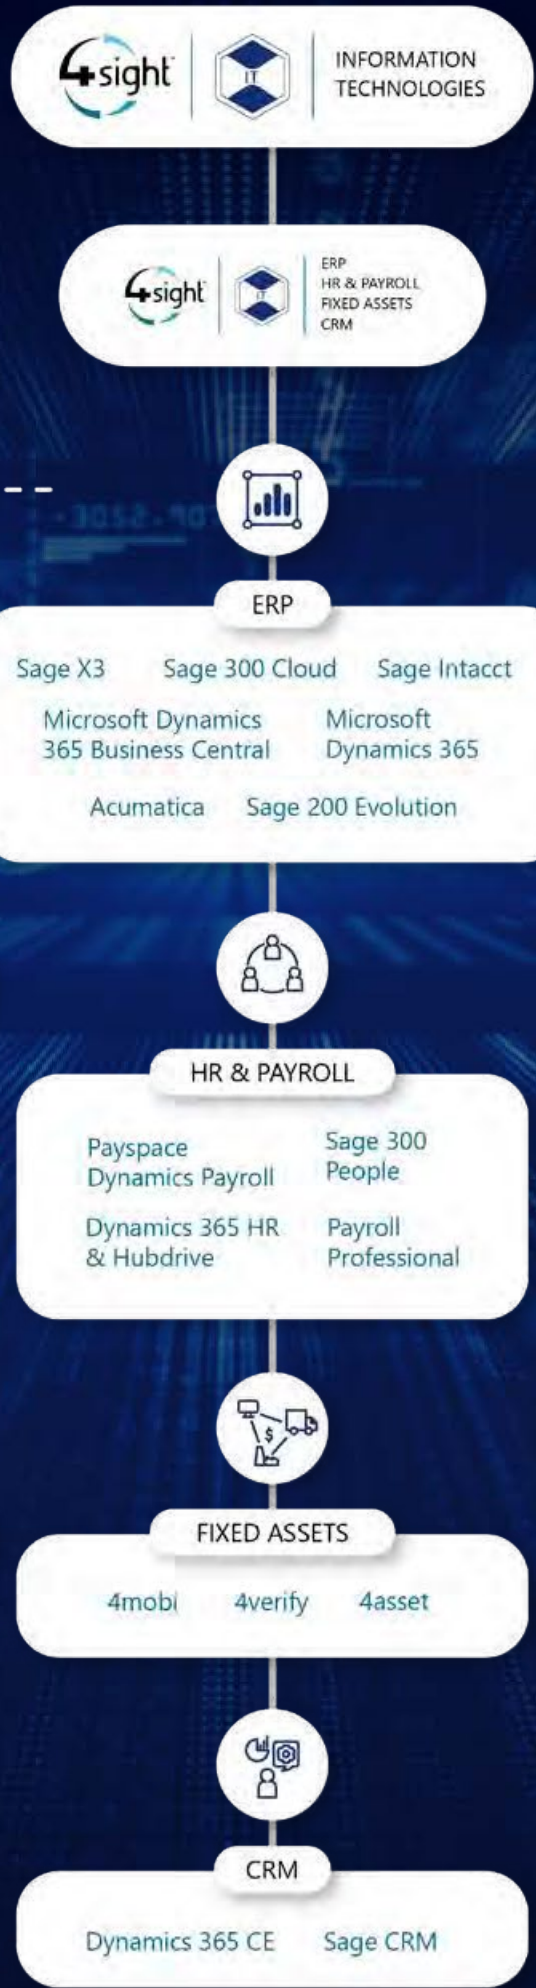 4sight
IT
INFORMATION
TECHNOLOGIES
4sight
IT
ERP
HR & PAYROLL
FIXED ASSETS
CRM
ERP
Sage X3 Sage 300 Cloud Sage Intacct
Microsoft Dynamics
365 Business Central
Microsoft
Dynamics 365
Acumatica Sage 200 Evolution
HR & PAYROLL
Payspace
Dynamics Payroll
Sage 300
People
Dynamics 365 HR
& Hubdrive
Payroll
Professional
$
FIXED ASSETS
4mobi 4verify 4asset
CRM
Dynamics 365 CE Sage CRM